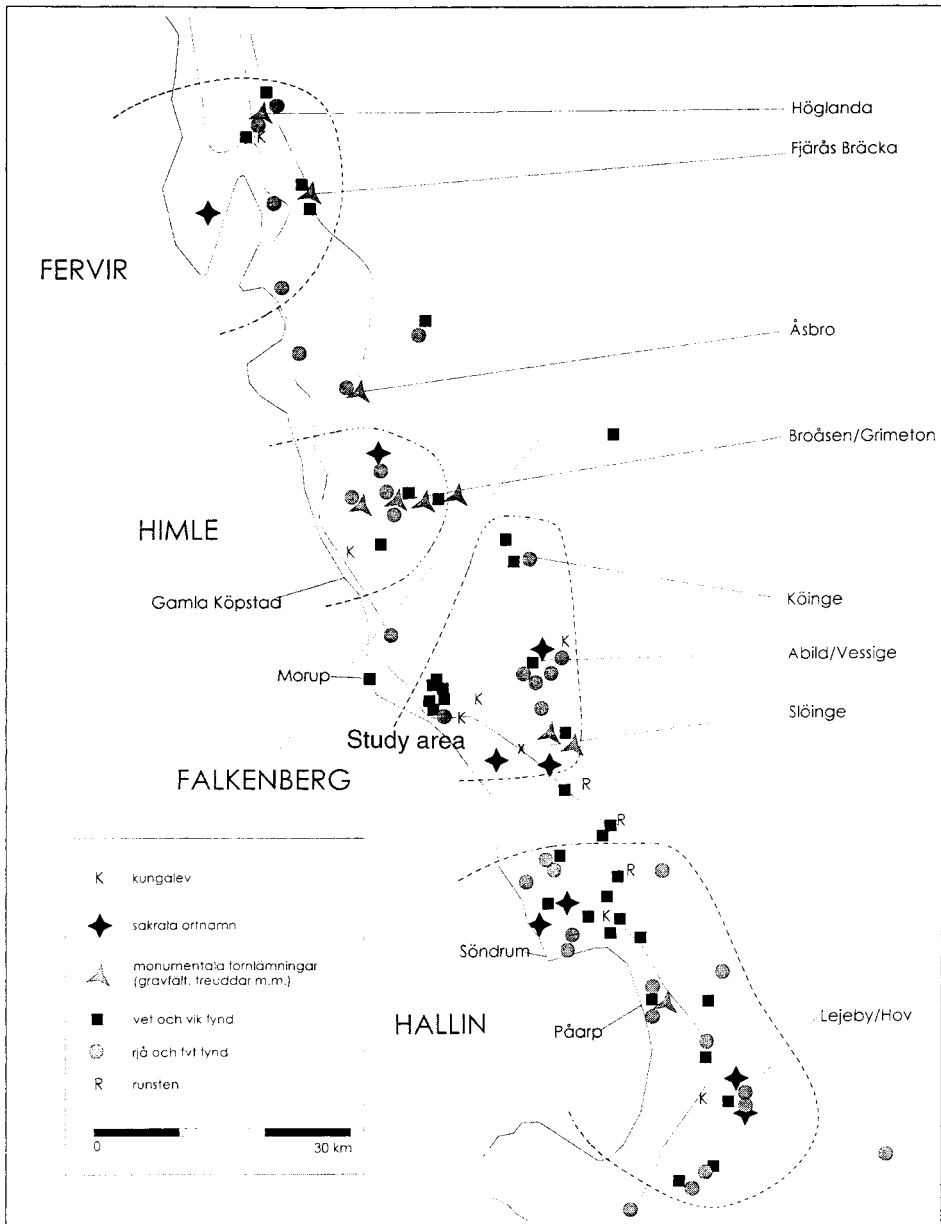 Höglanda
K
Fjärås Bräcka
FERVIR
Åsbro
Broåsen/Grimeton
HIMLE
K
Gamla Köpstad
Köinge
K
Abild/Vessige
Morup
K
K
Slöinge
Study area
x
FALKENBERG
R
R
K kungalev
R
sakrala ortnamn
K
Söndrum
monumentala fornlämningar
(gravfält, treuddar m.m.)
HALLIN
Påarp
Lejeby/Hov
vet och vik fynd
rjå och fvt fynd
K
R runsten
0 30 km